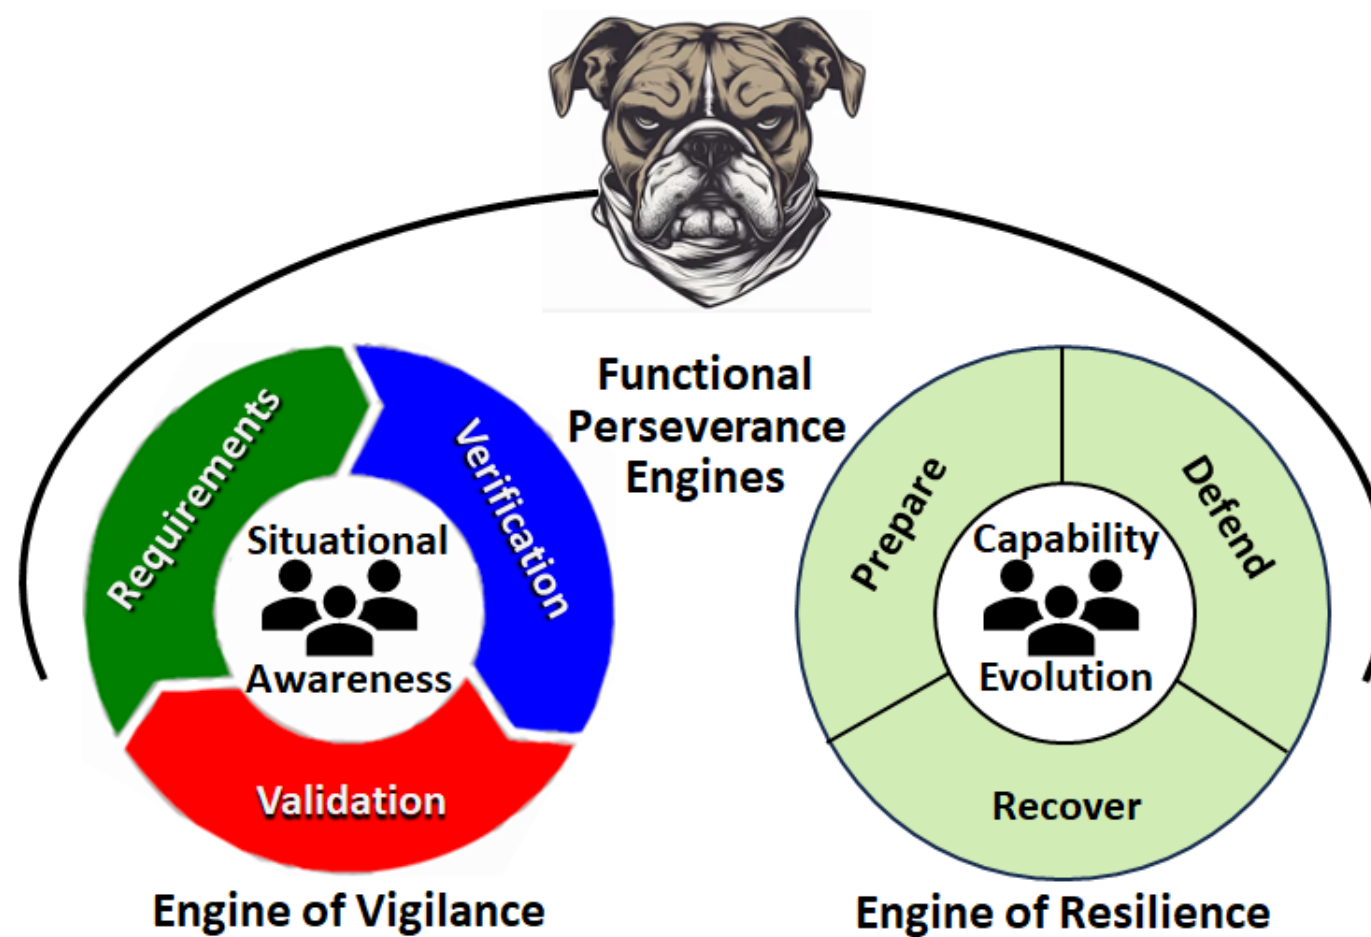 Functional
Perseverance
Engines
Requirements
Verification
Validation
Situational
Awareness
Engine of Vigilance
Prepare
Defend
Recover
Capability
Evolution
Engine of Resilience